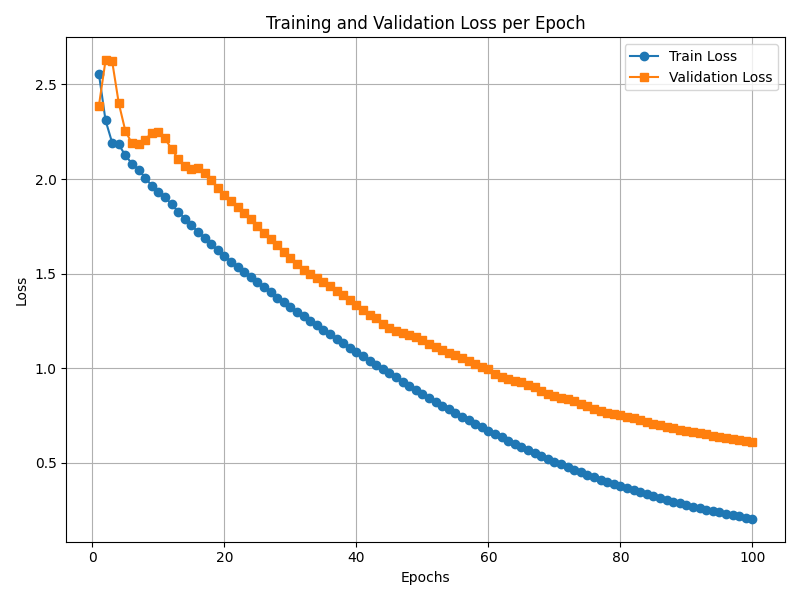 Training and Validation Loss per Epoch
Train Loss
Validation Loss
Loss
2.5
2.0
1.5
1.0
0.5
0 20 40 60 80 100
Epochs